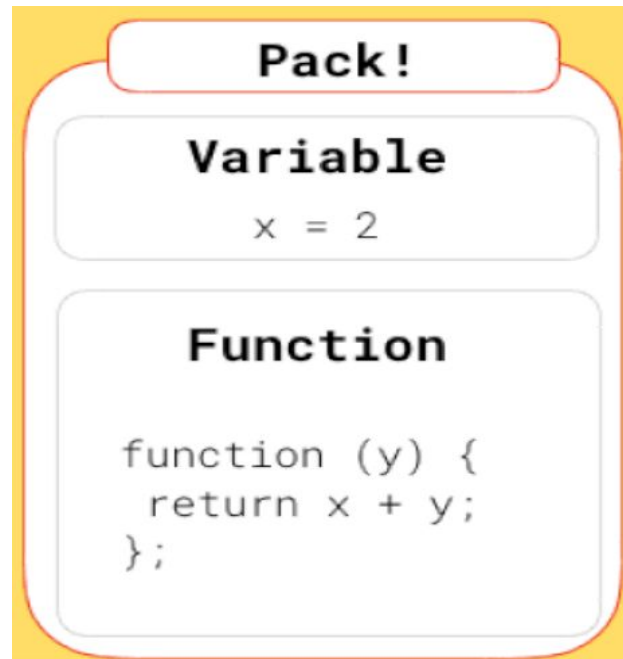 Pack!
Variable
x = 2
Function
function (y) {
return x + y;
};